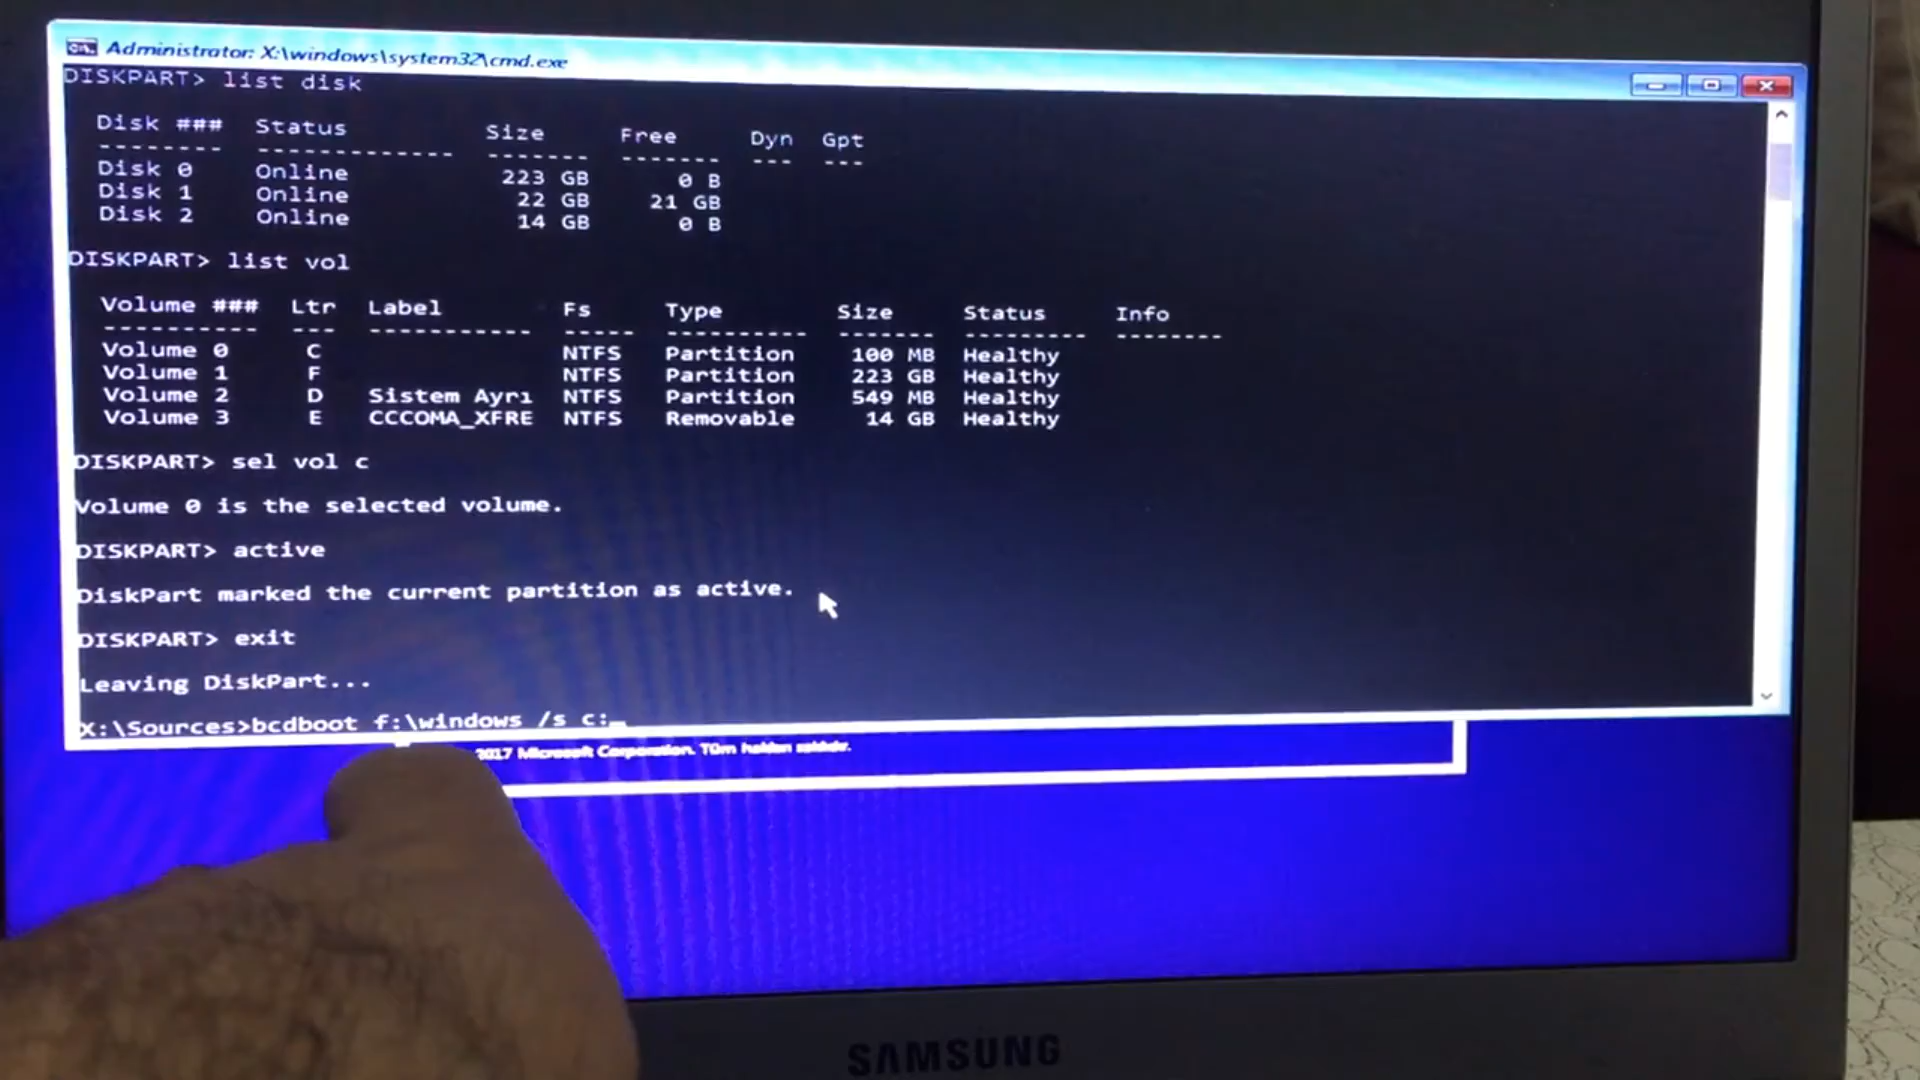 Administrator: X:\windows\system32\cmd.exe
DISKPART> list disk
Disk ### Status Size Free Dyn Gpt
-------- ------------- ------- ------- --- ---
Disk 0 Online 223 GB 0 B
Disk 1 Online 22 GB 21 GB
Disk 2 Online 14 GB 0 B
DISKPART> list vol
Volume ### Ltr Label Fs Type Size Status Info
---------- --- ----------- ----- ---------- ------- --------- --------
Volume 0 C NTFS Partition 100 MB Healthy
Volume 1 F NTFS Partition 223 GB Healthy
Volume 2 D Sistem Ayrı NTFS Partition 549 MB Healthy
Volume 3 E CCCOMA_XFRE NTFS Removable 14 GB Healthy
DISKPART> sel vol c
Volume 0 is the selected volume.
DISKPART> active
DiskPart marked the current partition as active.
DISKPART> exit
Leaving DiskPart...
X:\Sources>bcdboot f:\windows /s c:_
2017 Microsoft Corporation. Tüm hakları saklıdır.
SAMSUNG